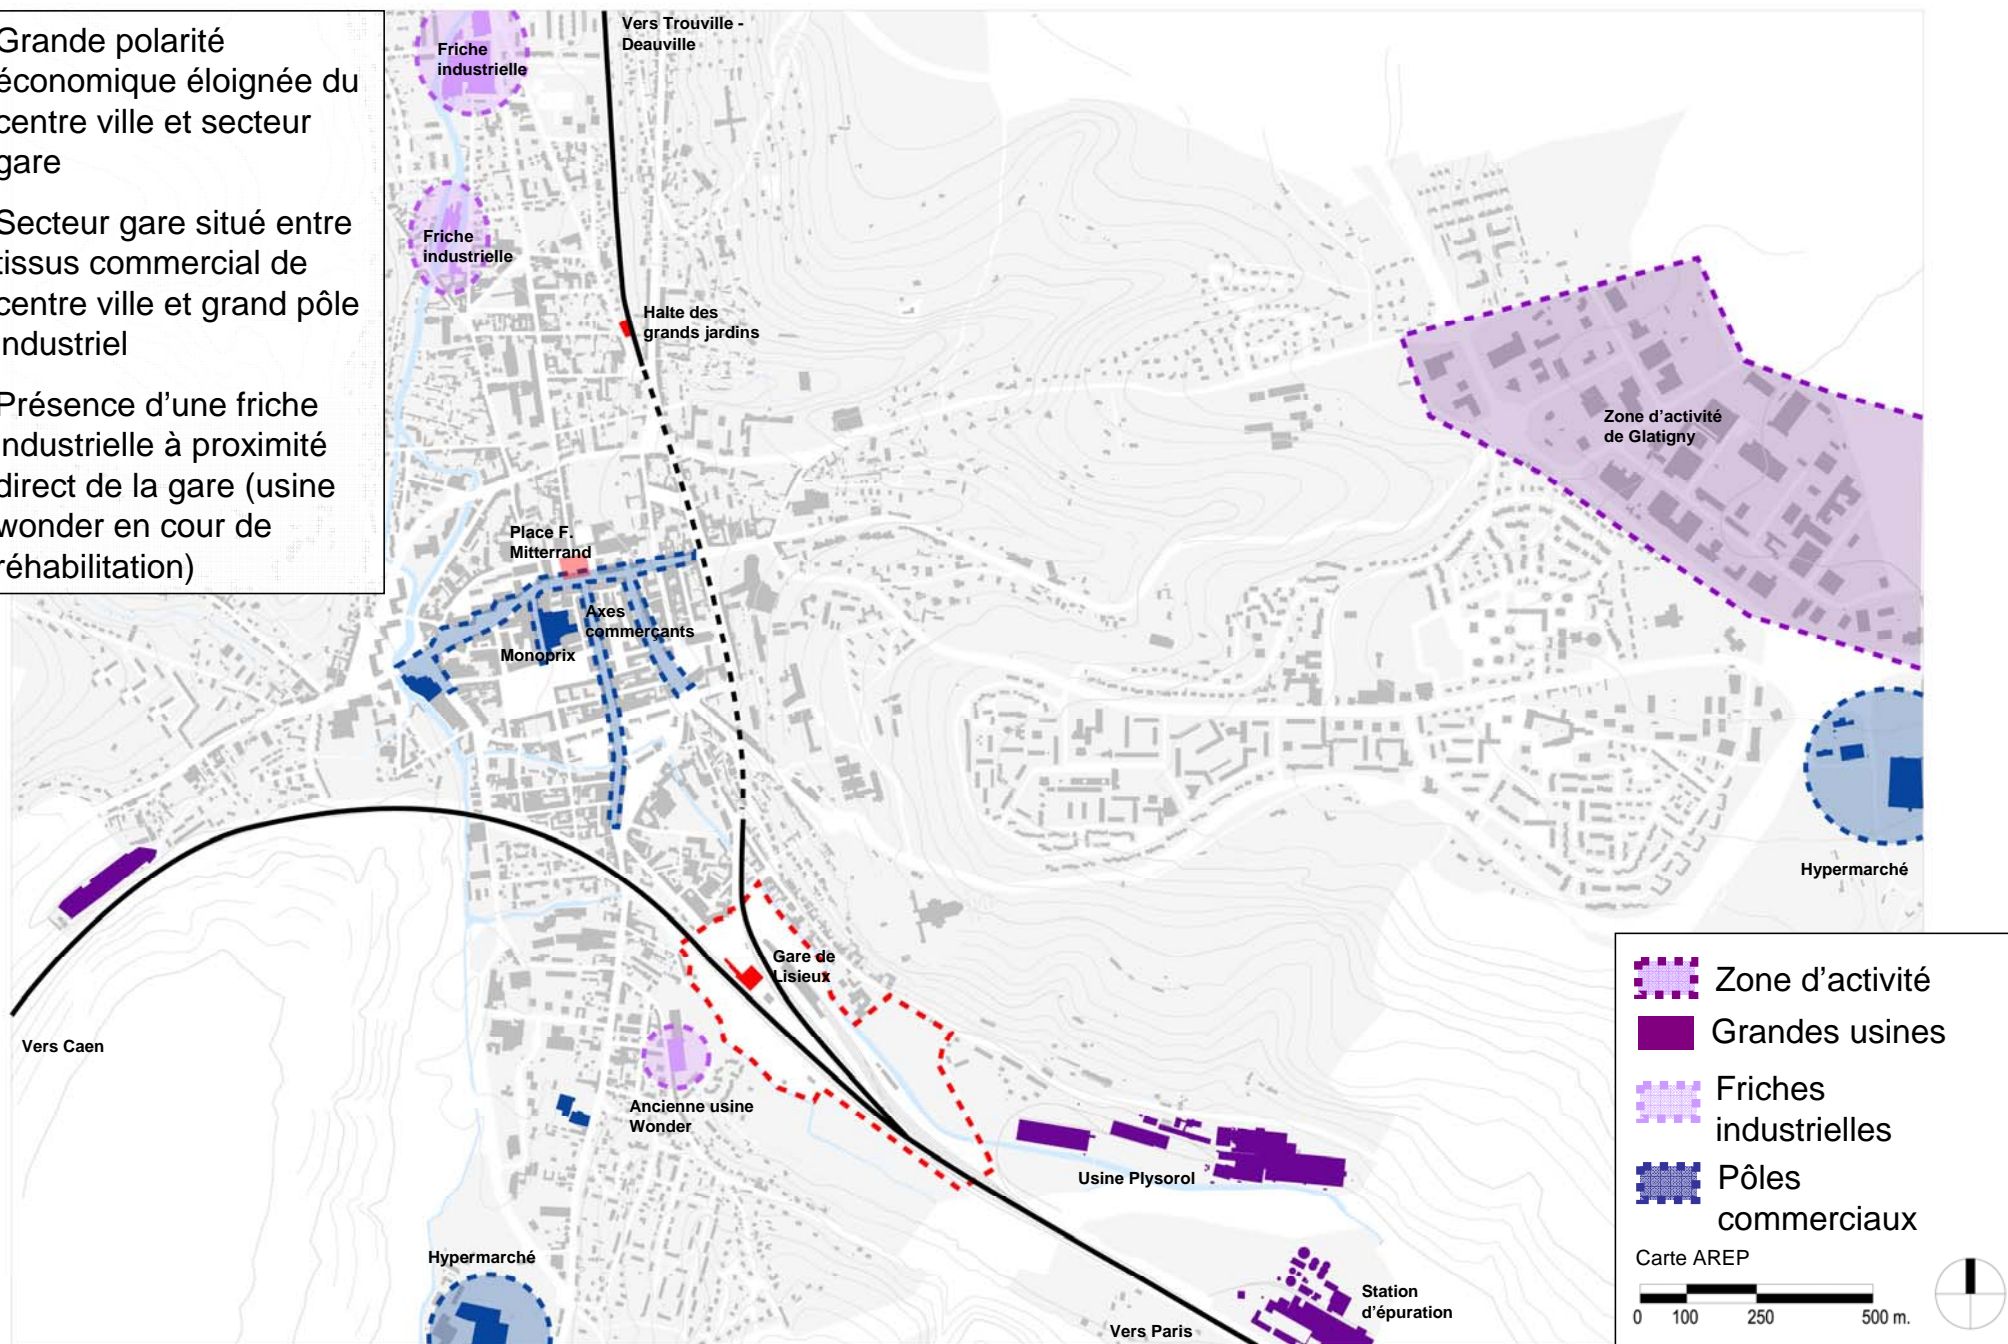 Grande polarité
économique éloignée du
centre ville et secteur
gare
Secteur gare situé entre
tissus commercial de
centre ville et grand pôle
industriel
Présence d'une friche
industrielle à proximité
direct de la gare (usine
wonder en cour de
réhabilitation)
Friche
industrielle
Vers Trouville -
Deauville
Friche
industrielle
Halte des
grands jardins
Zone d'activité
de Glatigny
Place F.
Mitterrand
Axes
commerçants
Monoprix
Hypermarché
Gare de
Lisieux
Vers Caen
Ancienne usine
Wonder
Usine Plysorol
Hypermarché
Station
d'épuration
Vers Paris
Zone d'activité
Grandes usines
Friches
industrielles
Pôles
commerciaux
Carte AREP
0 100 250 500 m.